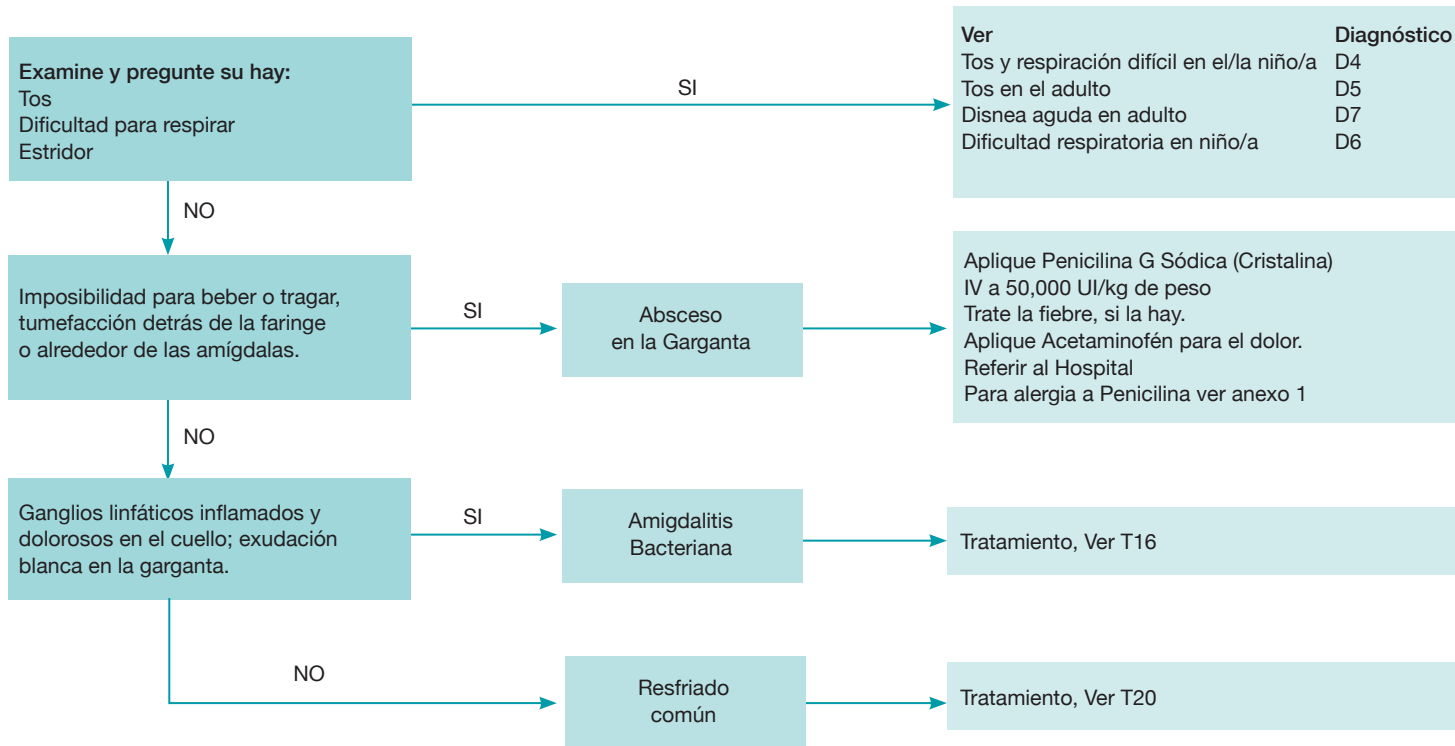 Examine y pregunte su hay:
Tos
Dificultad para respirar
Estridor
SI
Ver Diagnóstico
Tos y respiración difícil en el/la niño/a D4
Tos en el adulto D5
Disnea aguda en adulto D7
Dificultad respiratoria en niño/a D6
NO
Imposibilidad para beber o tragar,
tumefacción detrás de la faringe
o alrededor de las amígdalas.
SI
Absceso
en la Garganta
Aplique Penicilina G Sódica (Cristalina)
IV a 50,000 UI/kg de peso
Trate la fiebre, si la hay.
Aplique Acetaminofén para el dolor.
Referir al Hospital
Para alergia a Penicilina ver anexo 1
NO
Ganglios linfáticos inflamados y
dolorosos en el cuello; exudación
blanca en la garganta.
SI
Amigdalitis
Bacteriana
Tratamiento, Ver T16
NO
Resfriado
común
Tratamiento, Ver T20